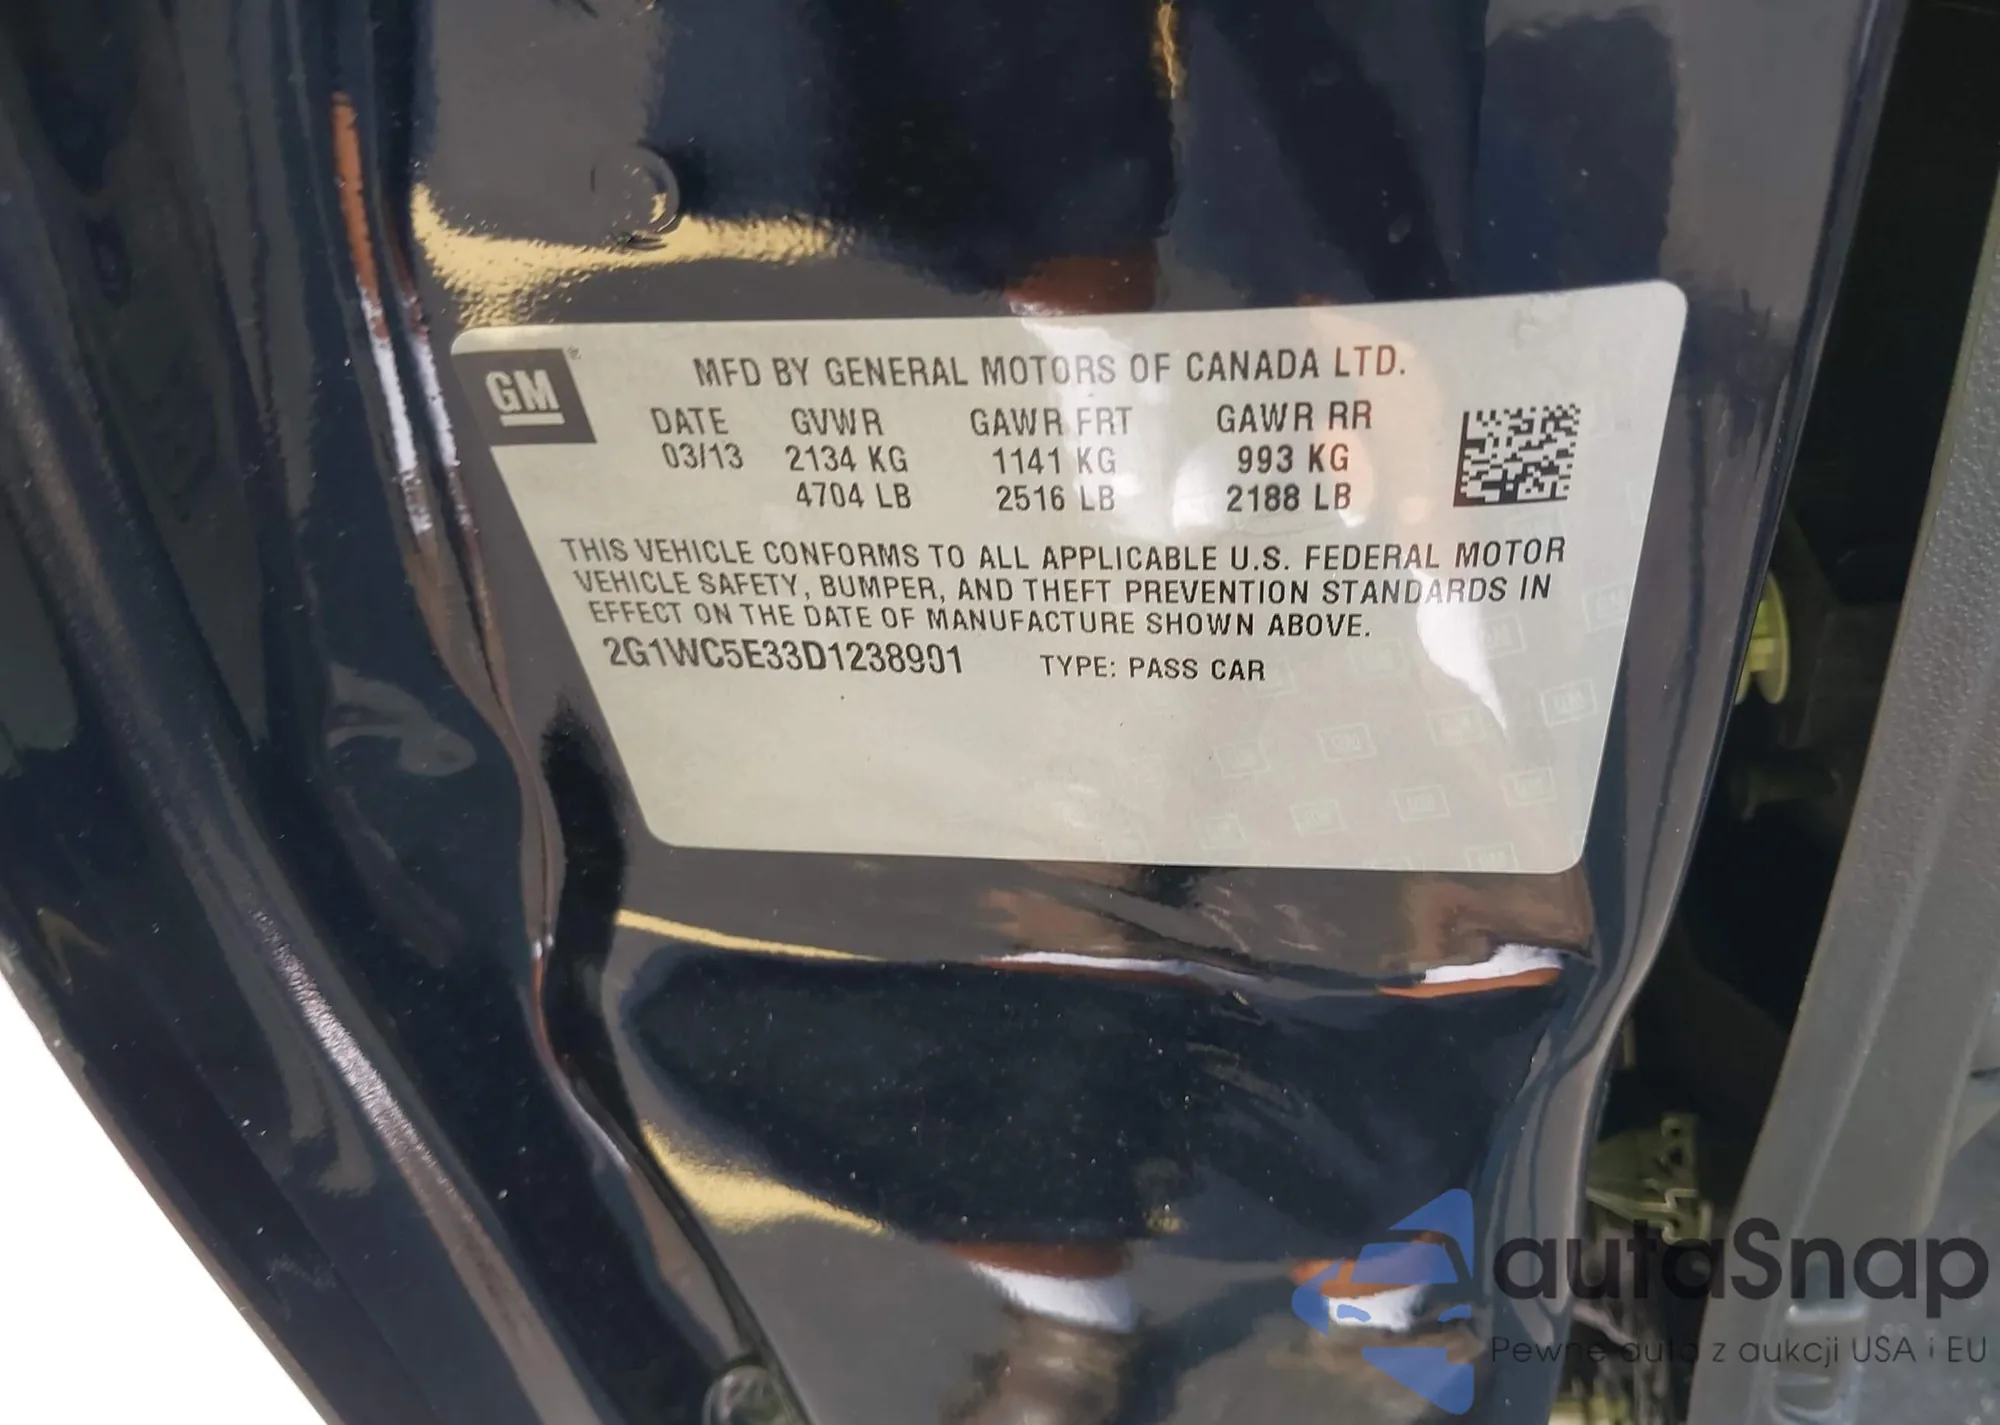 GM
MFD BY GENERAL MOTORS OF CANADA LTD.
DATE GVWR GAWR FRT GAWR RR
03/13 2134 KG 1141 KG 993 KG
4704 LB 2516 LB 2188 LB
THIS VEHICLE CONFORMS TO ALL APPLICABLE U.S. FEDERAL MOTOR
VEHICLE SAFETY, BUMPER, AND THEFT PREVENTION STANDARDS IN
EFFECT ON THE DATE OF MANUFACTURE SHOWN ABOVE.
2G1WC5E33D1238901 TYPE: PASS CAR
autaSnap
Pewne auto z aukcji USA i EU